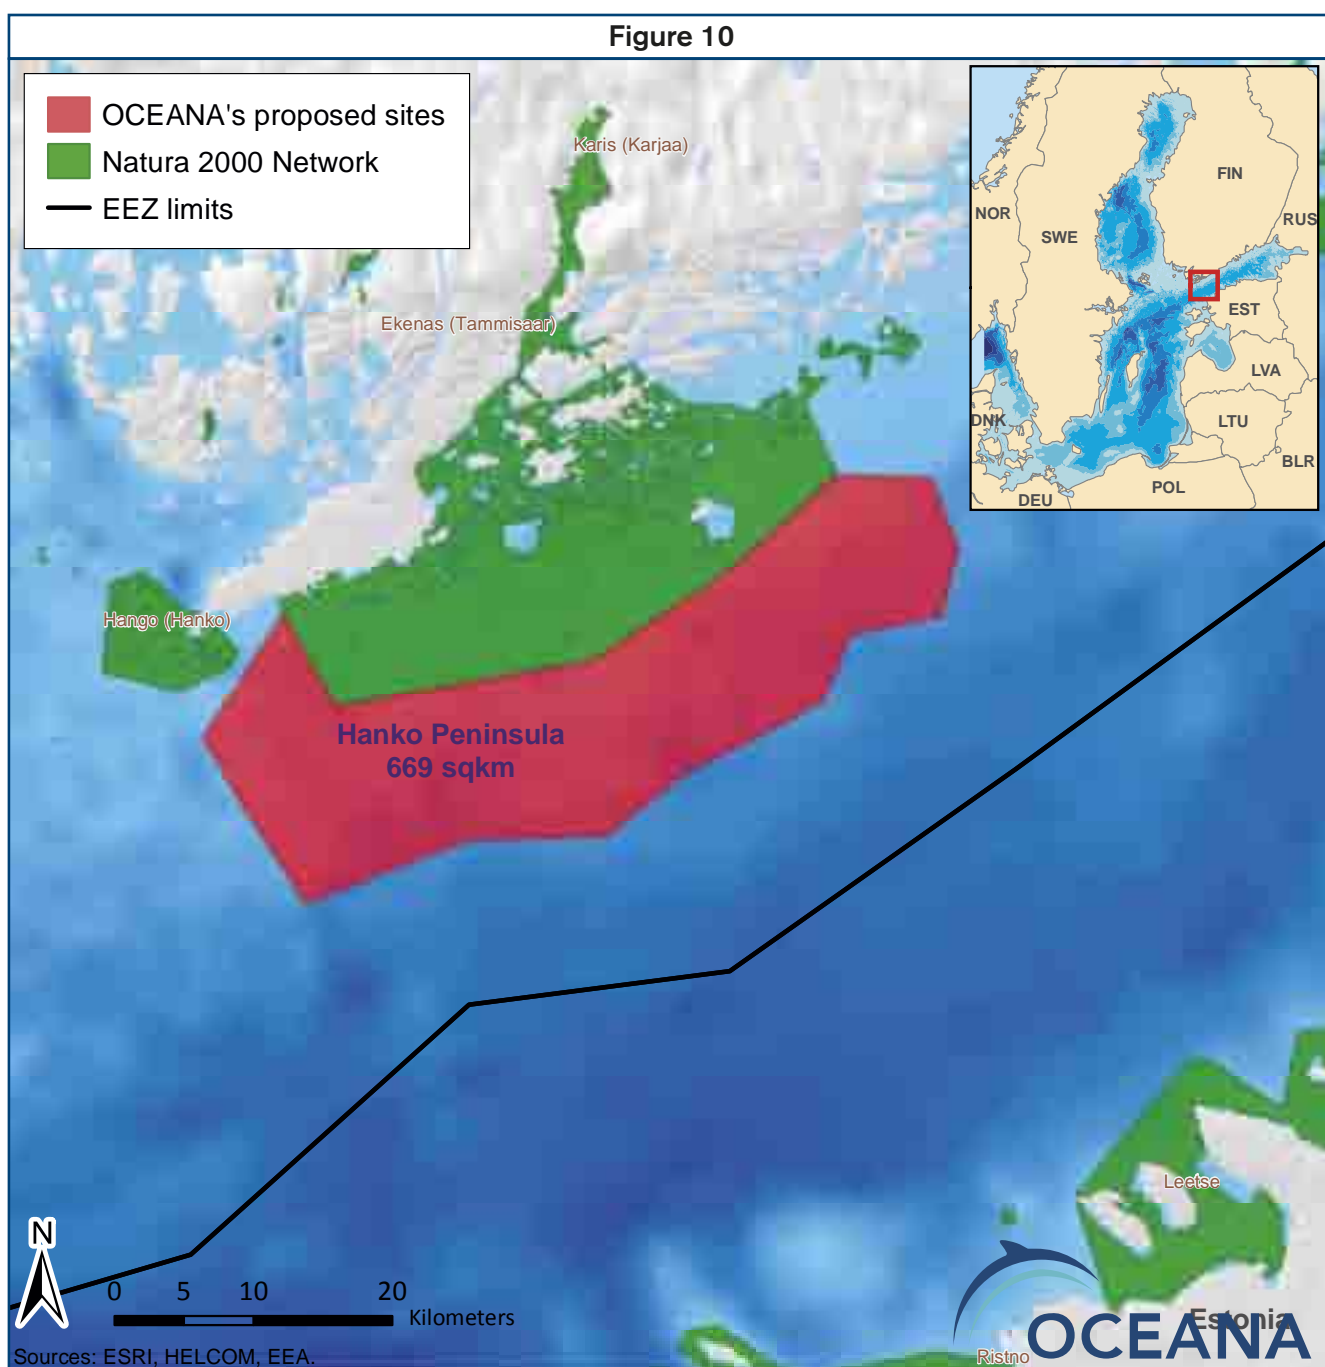 Figure 10
OCEANA's proposed sites
Natura 2000 Network
EEZ limits
Karis (Karjaa)
Ekenas (Tammisaar)
Hango (Hanko)
Hanko Peninsula
669 sqkm
NOR
SWE
FIN
RUS
EST
LVA
LTU
BLR
POL
DEU
DNK
Leetse
Estonia
Ristno
OCEANA
N
0 5 10 20
Kilometers
Sources: ESRI, HELCOM, EEA.